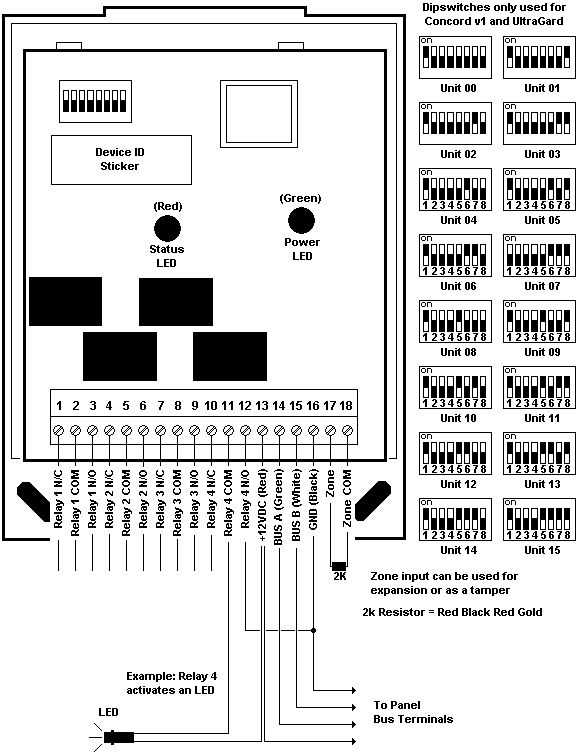 Dipswitches only used for
Concord v1 and UltraGard
on
on
Unit 00
Unit 01
on
on
Unit 02
Unit 03
on
on
1 2 3 4 5 6 7 8
1 2 3 4 5 6 7 8
Unit 04
Unit 05
on
on
1 2 3 4 5 6 7 8
1 2 3 4 5 6 7 8
Unit 06
Unit 07
on
on
1 2 3 4 5 6 7 8
1 2 3 4 5 6 7 8
Unit 08
Unit 09
on
on
1 2 3 4 5 6 7 8
1 2 3 4 5 6 7 8
Unit 10
Unit 11
on
on
1 2 3 4 5 6 7 8
1 2 3 4 5 6 7 8
Unit 12
Unit 13
on
on
1 2 3 4 5 6 7 8
1 2 3 4 5 6 7 8
Unit 14
Unit 15
Device ID
Sticker
(Red)
Status
LED
(Green)
Power
LED
1 2 3 4 5 6 7 8 9 10 11 12 13 14 15 16 17 18
Relay 1 N/C
Relay 1 COM
Relay 1 N/O
Relay 2 N/C
Relay 2 COM
Relay 2 N/O
Relay 3 N/C
Relay 3 COM
Relay 3 N/O
Relay 4 N/C
Relay 4 COM
Relay 4 N/O
+12VDC (Red)
BUS A (Green)
BUS B (White)
GND (Black)
Zone
Zone COM
2K
Zone input can be used for
expansion or as a tamper
2k Resistor = Red Black Red Gold
Example: Relay 4
activates an LED
LED
To Panel
Bus Terminals